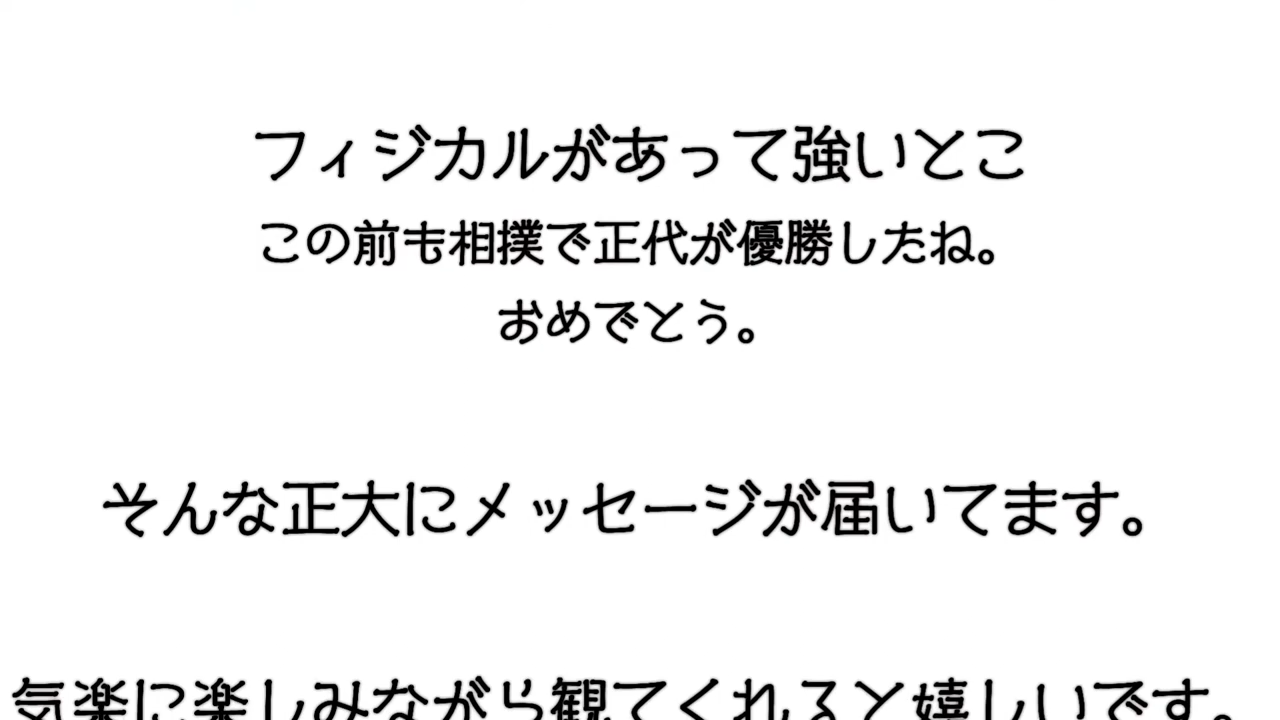 フィジカルがあって強いとこ
この前も相撲で正代が優勝したね。
おめでとう。
そんな正大にメッセージが届いてます。
気楽に楽しみながら観てくれると嬉しいです。